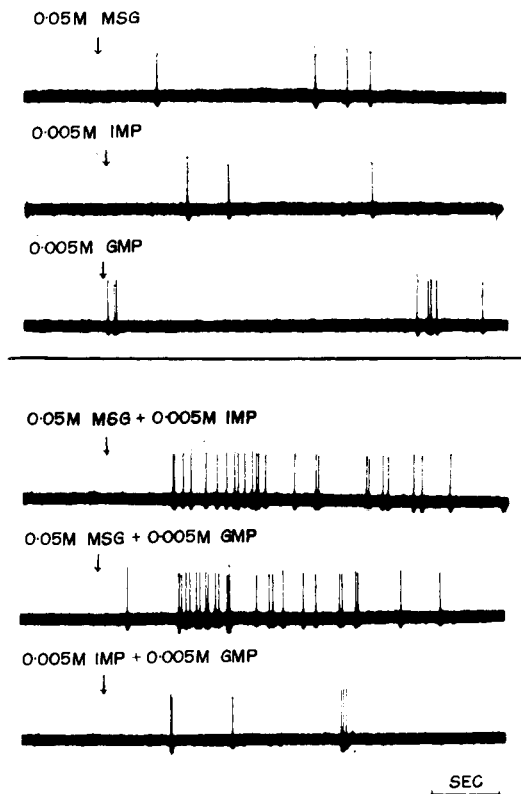 0·05M MSG
0·005M IMP
0·005M GMP
0·05M MSG + 0·005M IMP
0·05M MSG + 0·005M GMP
0·005M IMP + 0·005M GMP
SEC